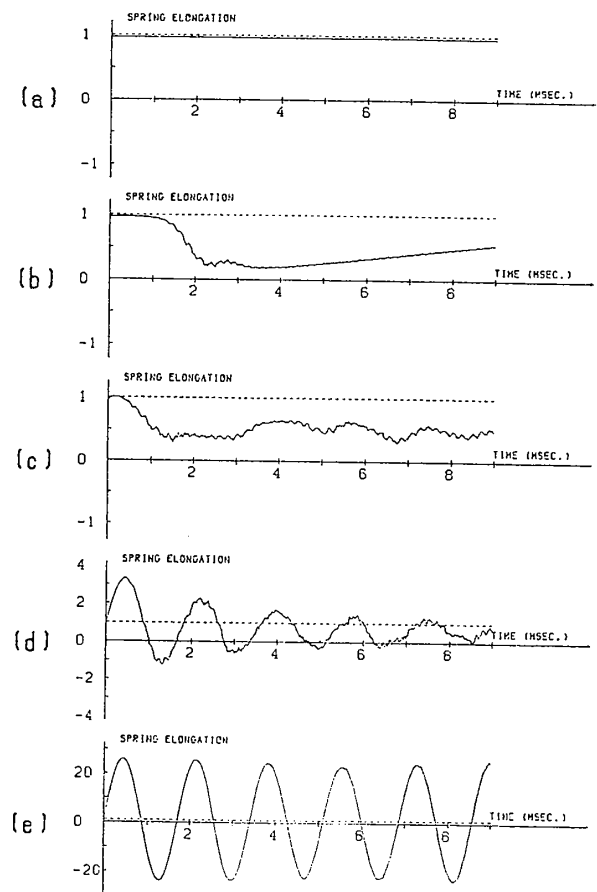 SPRING ELONGATION
1
(a) 0
TIME (MSEC.)
2 4 6 8
-1
SPRING ELONGATION
1
(b) 0
TIME (MSEC.)
2 4 6 8
-1
SPRING ELONGATION
1
(c) 0
TIME (MSEC.)
2 4 6 8
-1
SPRING ELONGATION
4
2
(d) 0
TIME (MSEC.)
2 4 6 8
-2
-4
SPRING ELONGATION
20
(e) 0
TIME (MSEC.)
2 4 6 8
-20